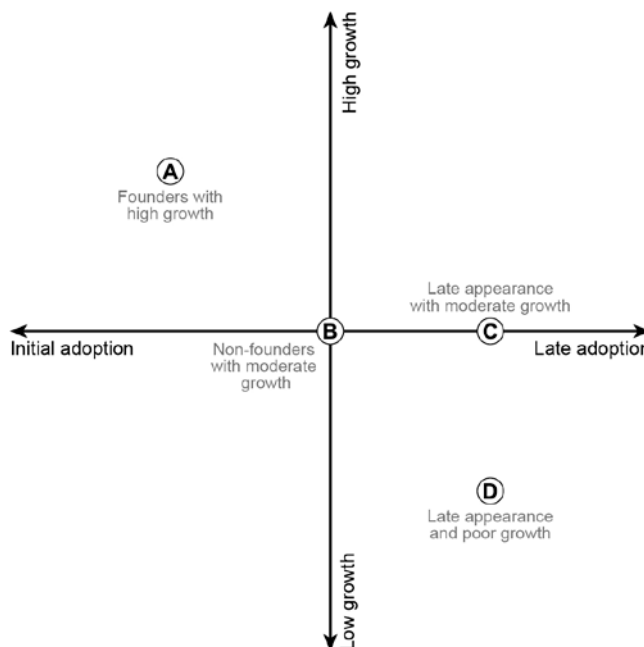 High growth
A
Founders with
high growth
Late appearance
with moderate growth
B
C
Initial adoption
Late adoption
Non-founders
with moderate
growth
D
Late appearance
and poor growth
Low growth